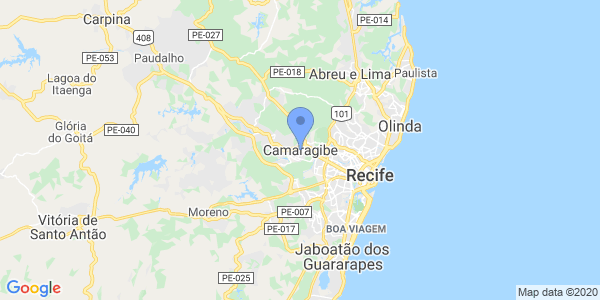 Carpina
PE-014
PE-027
408
PE-053
Paudalho
PE-018
Abreu e Lima
Paulista
Lagoa do
Itaenga
101
Olinda
Glória
do Goitá
PE-040
Camaragibe
Recife
Moreno
PE-007
Vitória de
Santo Antão
PE-017
BOA VIAGEM
Jaboatão dos
Guararapes
PE-025
Google
Map data ©2020